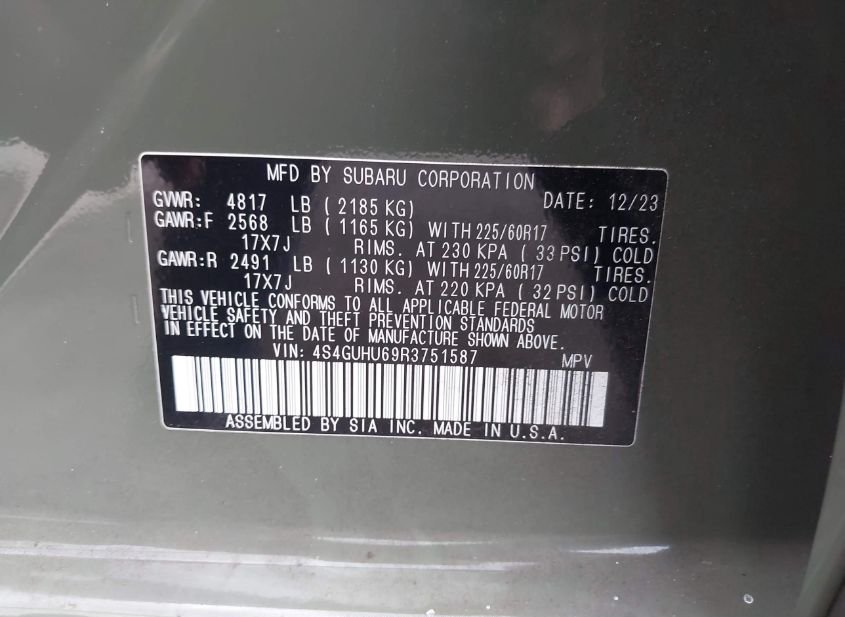 MFD BY SUBARU CORPORATION
GVWR: 4817 LB ( 2185 KG) DATE: 12/23
GAWR:F 2568 LB ( 1165 KG) WITH 225/60R17 TIRES.
17X7J RIMS. AT 230 KPA ( 33 PSI) COLD
GAWR:R 2491 LB ( 1130 KG) WITH 225/60R17 TIRES.
17X7J RIMS. AT 220 KPA ( 32 PSI) COLD
THIS VEHICLE CONFORMS TO ALL APPLICABLE FEDERAL MOTOR
VEHICLE SAFETY AND THEFT PREVENTION STANDARDS
IN EFFECT ON THE DATE OF MANUFACTURE SHOWN ABOVE.
VIN: 4S4GUHU69R3751587 MPV
ASSEMBLED BY SIA INC. MADE IN U.S.A.